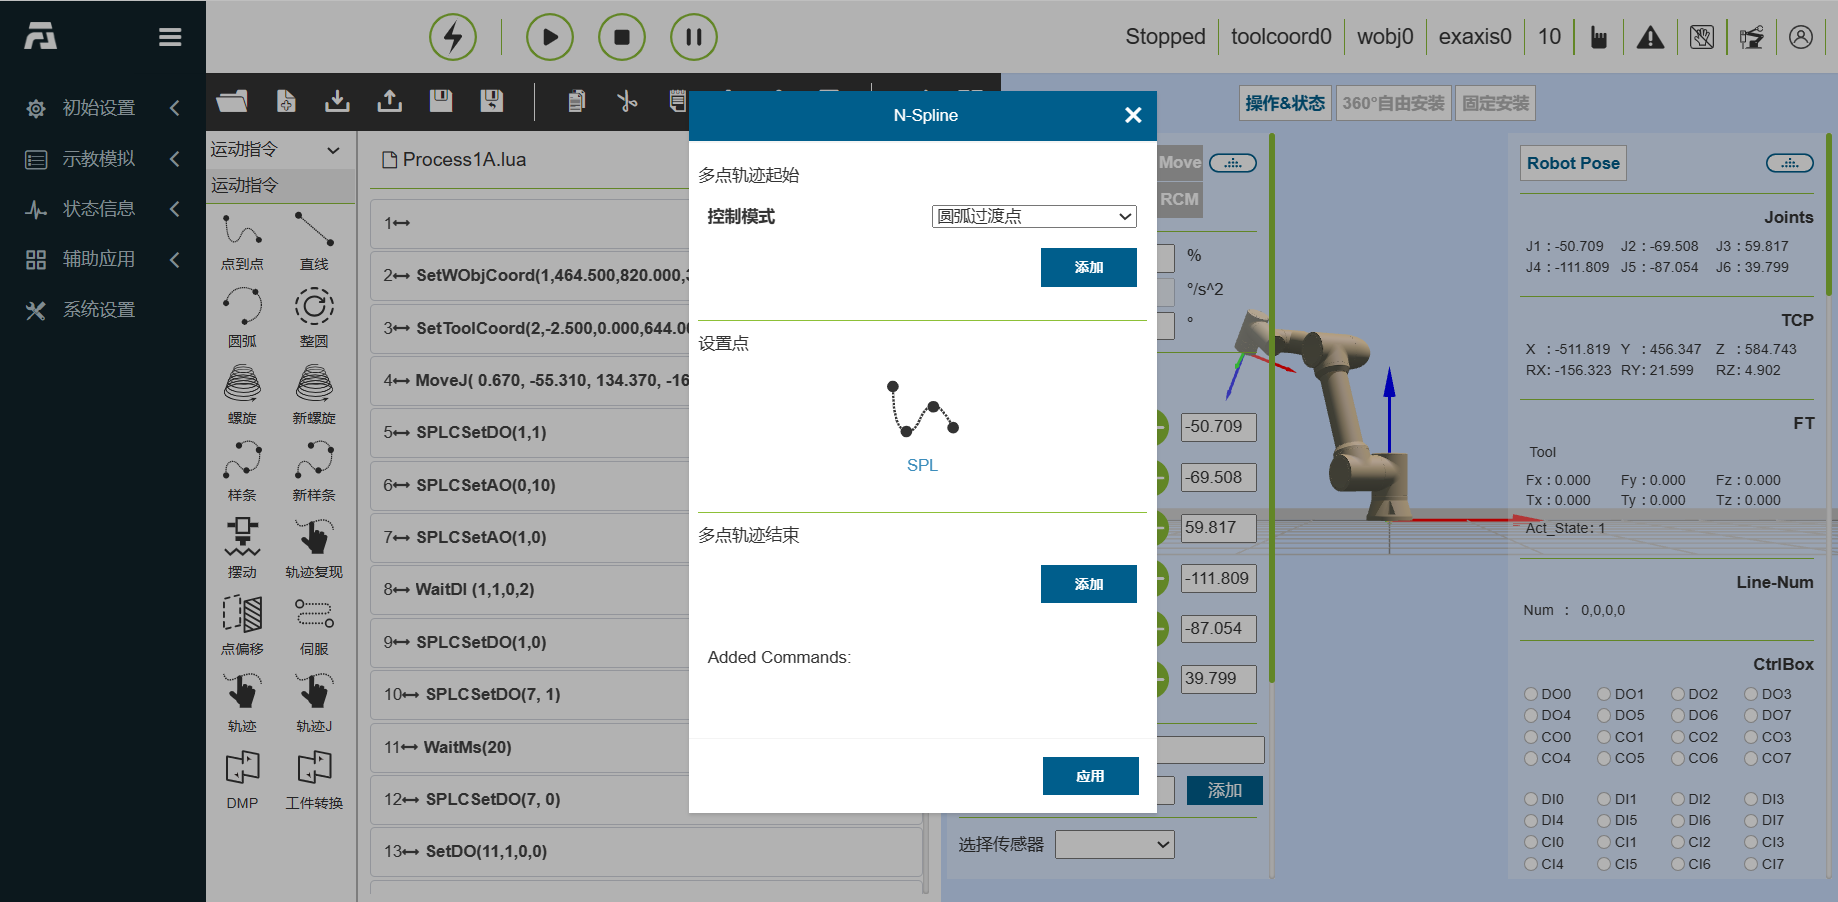 Stopped
toolcoord0
wobj0
exaxis0
10
初始设置
示教模拟
状态信息
辅助应用
系统设置
运动指令
运动指令
点到点
直线
圆弧
整圆
螺旋
新螺旋
样条
新样条
摆动
轨迹复现
点偏移
伺服
轨迹
轨迹J
DMP
工件转换
Process1A.lua
1
2 SetWObjCoord(1,464.500,820.000,
3 SetToolCoord(2,-2.500,0.000,644.0
4 MoveJ( 0.670, -55.310, 134.370, -16
5 SPLCSetDO(1,1)
6 SPLCSetAO(0,10)
7 SPLCSetAO(1,0)
8 WaitDI (1,1,0,2)
9 SPLCSetDO(1,0)
10 SPLCSetDO(7, 1)
11 WaitMs(20)
12 SPLCSetDO(7, 0)
13 SetDO(11,1,0,0)
N-Spline
多点轨迹起始
控制模式
圆弧过渡点
添加
设置点
SPL
多点轨迹结束
添加
Added Commands:
应用
Move
RCM
%
°/s^2
°
-50.709
-69.508
59.817
-111.809
-87.054
39.799
添加
选择传感器
操作&状态
360°自由安装
固定安装
Robot Pose
Joints
J1 : -50.709 J2 : -69.508 J3 : 59.817
J4 : -111.809 J5 : -87.054 J6 : 39.799
TCP
X : -511.819 Y : 456.347 Z : 584.743
RX: -156.323 RY: 21.599 RZ: 4.902
FT
Tool
Fx : 0.000 Fy : 0.000 Fz : 0.000
Tx : 0.000 Ty : 0.000 Tz : 0.000
Act_State : 1
Line-Num
Num : 0,0,0,0
CtrlBox
DO0 DO1 DO2 DO3
DO4 DO5 DO6 DO7
CO0 CO1 CO2 CO3
CO4 CO5 CO6 CO7
DI0 DI1 DI2 DI3
DI4 DI5 DI6 DI7
CI0 CI1 CI2 CI3
CI4 CI5 CI6 CI7